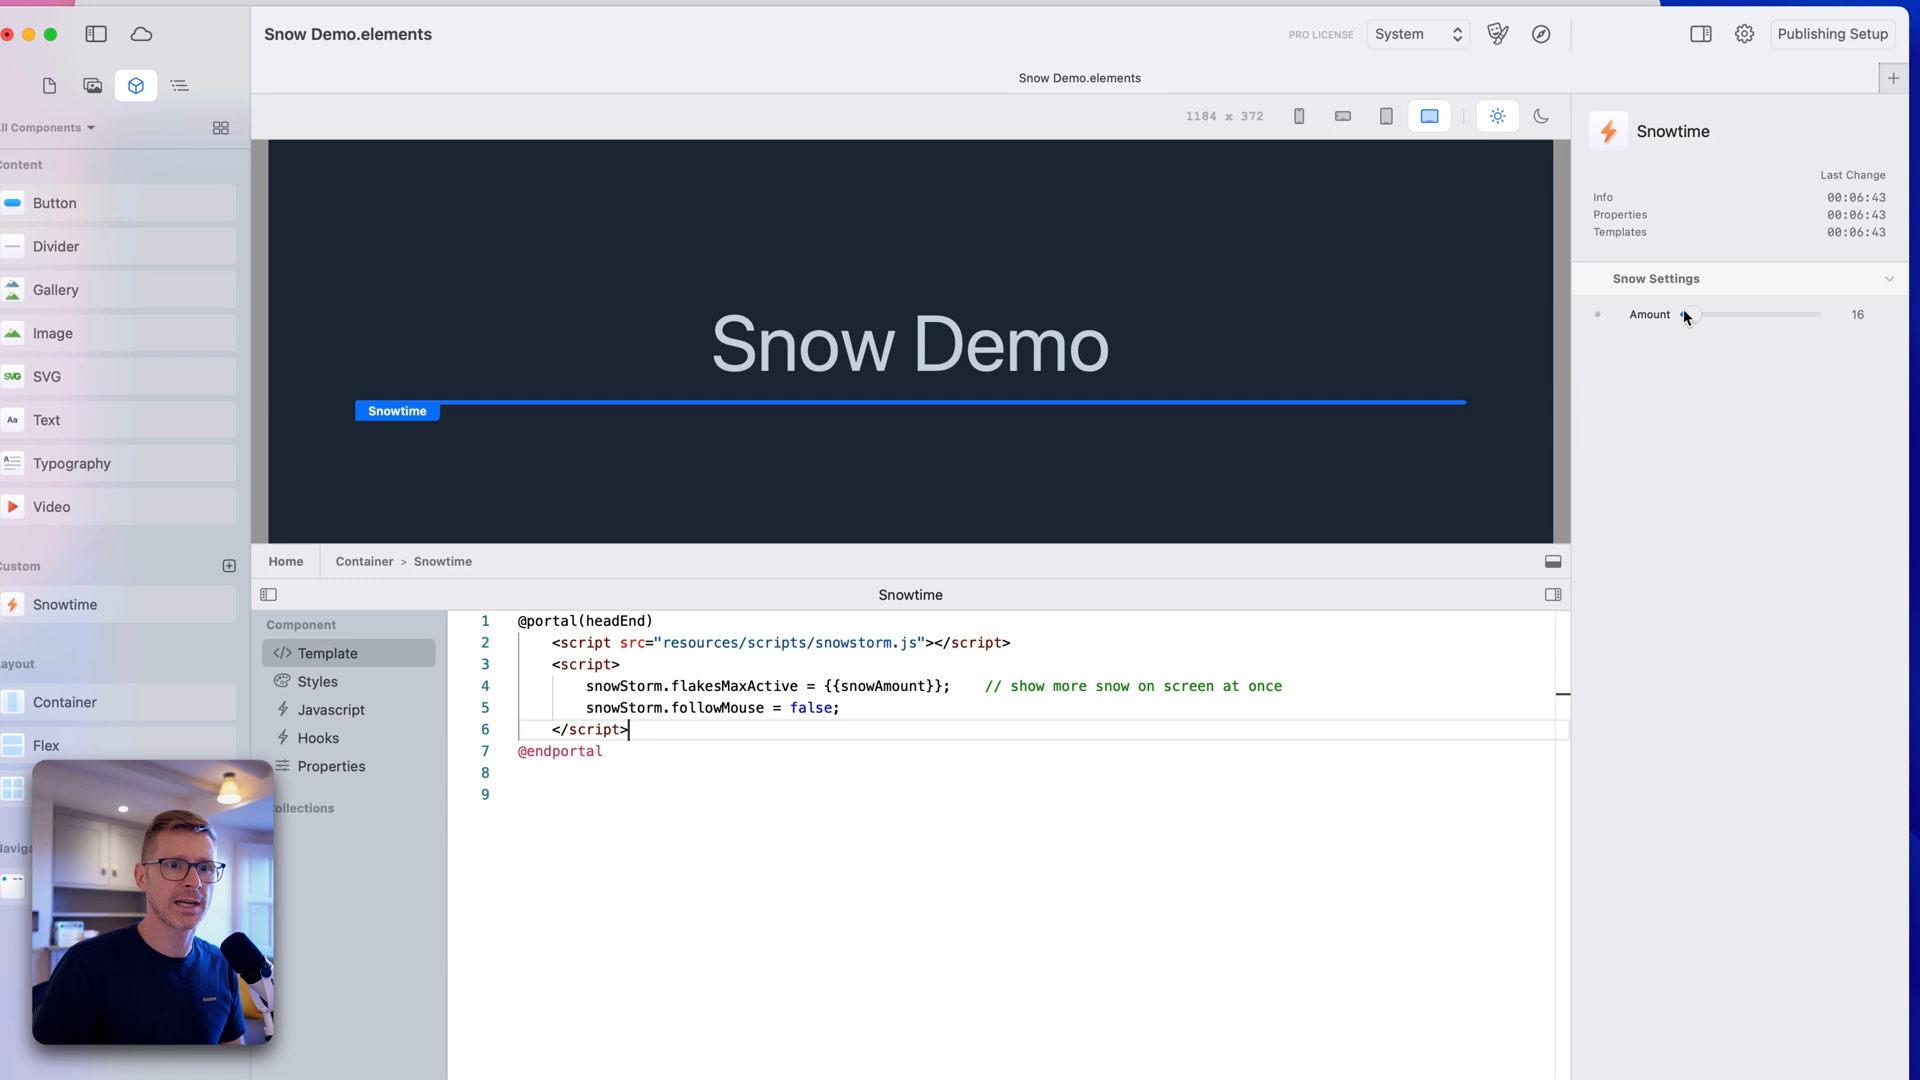 Snow Demo.elements
PRO LICENSE
System
Publishing Setup
Snow Demo.elements
ll Components
1184 x 372
Snowtime
Last Change
Info 00:06:43
Properties 00:06:43
Templates 00:06:43
Snow Settings
Amount 16
ontent
Button
Divider
Gallery
Image
SVG SVG
Aa Text
Typography
Video
ustom
Snowtime
ayout
Container
Flex
Naviga
Snow Demo
Snowtime
Home Container > Snowtime
Snowtime
Component
Template
Styles
Javascript
Hooks
Properties
ollections
1 @portal(headEnd)
2 <script src="resources/scripts/snowstorm.js"></script>
3 <script>
4 snowStorm.flakesMaxActive = {{snowAmount}}; // show more snow on screen at once
5 snowStorm.followMouse = false;
6 </script>
7 @endportal
8
9